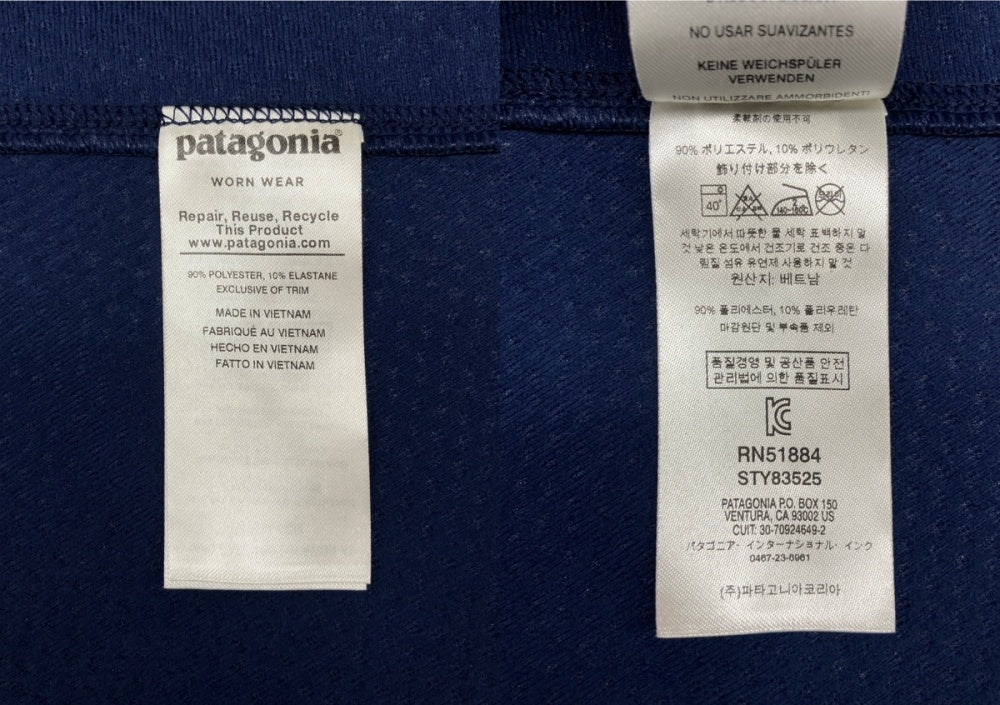 patagonia®
WORN WEAR
Repair, Reuse, Recycle
This Product
www.patagonia.com
90% POLYESTER, 10% ELASTANE
EXCLUSIVE OF TRIM
MADE IN VIETNAM
FABRIQUÉ AU VIETNAM
HECHO EN VIETNAM
FATTO IN VIETNAM
NO USAR SUAVIZANTES
KEINE WEICHSPÜLER
VERWENDEN
NON UTILIZZARE AMMORBIDENTI
柔軟剤の使用不可
90% ポリエステル, 10% ポリウレタン
飾り付け部分を除く
40°
140-160°C
세탁기에서 따뜻한 물 세탁 표백하지 말
것 낮은 온도에서 건조기로 건조 중온 다
림질 섬유 유연제 사용하지 말 것
원산지: 베트남
90% 폴리에스터, 10% 폴리우레탄
마감원단 및 부속품 제외
품질경영 및 공산품 안전
관리법에 의한 품질표시
RN51884
STY83525
PATAGONIA P.O. BOX 150
VENTURA, CA 93002 US
CUIT: 30-70924649-2
パタゴニア・インターナショナル・インク
0467-23-8961
(주)파타고니아코리아